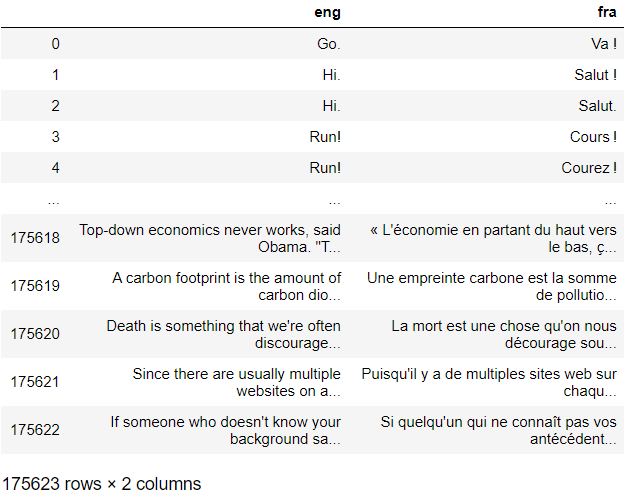 eng fra
0 Go. Va !
1 Hi. Salut !
2 Hi. Salut.
3 Run! Cours !
4 Run! Courez !
... ... ...
175618 Top-down economics never works, said Obama. "T... « L'économie en partant du haut vers le bas, ç...
175619 A carbon footprint is the amount of carbon dio... Une empreinte carbone est la somme de pollutio...
175620 Death is something that we're often discourage... La mort est une chose qu'on nous décourage sou...
175621 Since there are usually multiple websites on a... Puisqu'il y a de multiples sites web sur chaqu...
175622 If someone who doesn't know your background sa... Si quelqu'un qui ne connaît pas vos antécédent...
175623 rows × 2 columns